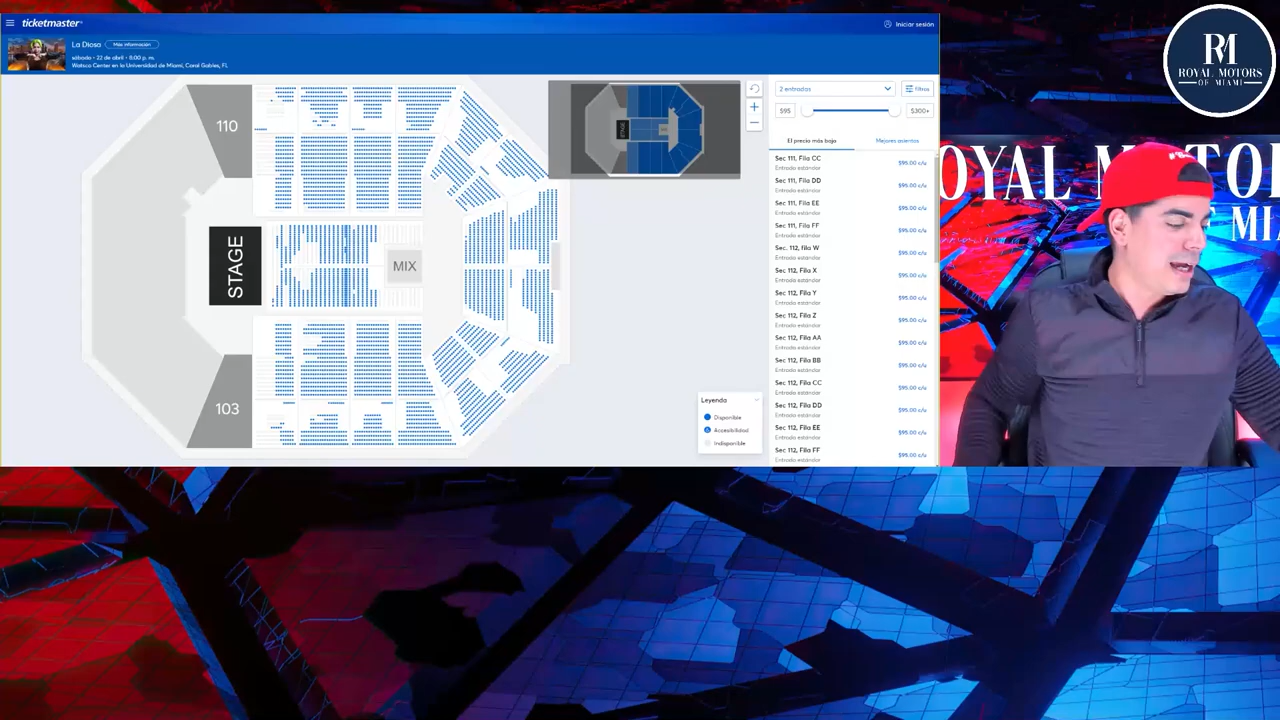 ticketmaster®
Iniciar sesión
La Diosa
Más información
sábado • 22 de abril • 8:00 p. m.
Watsco Center en la Universidad de Miami, Coral Gables, FL
110
STAGE
MIX
103
STAGE
Leyenda
Disponible
Accesibilidad
Indisponible
2 entradas
Filtros
$95
$300+
El precio más bajo
Mejores asientos
Sec 111, Fila CC
$95.00 c/u
Entrada estándar
Sec 111, Fila DD
$95.00 c/u
Entrada estándar
Sec 111, Fila EE
$95.00 c/u
Entrada estándar
Sec 111, Fila FF
$95.00 c/u
Entrada estándar
Sec. 112, fila W
$95.00 c/u
Entrada estándar
Sec 112, Fila X
$95.00 c/u
Entrada estándar
Sec 112, Fila Y
$95.00 c/u
Entrada estándar
Sec 112, Fila Z
$95.00 c/u
Entrada estándar
Sec 112, Fila AA
$95.00 c/u
Entrada estándar
Sec 112, Fila BB
$95.00 c/u
Entrada estándar
Sec 112, Fila CC
$95.00 c/u
Entrada estándar
Sec 112, Fila DD
$95.00 c/u
Entrada estándar
Sec 112, Fila EE
$95.00 c/u
Entrada estándar
Sec 112, Fila FF
$95.00 c/u
Entrada estándar
RM
ROYAL MOTORS
OF MIAMI
OYAL MOTO
F MI